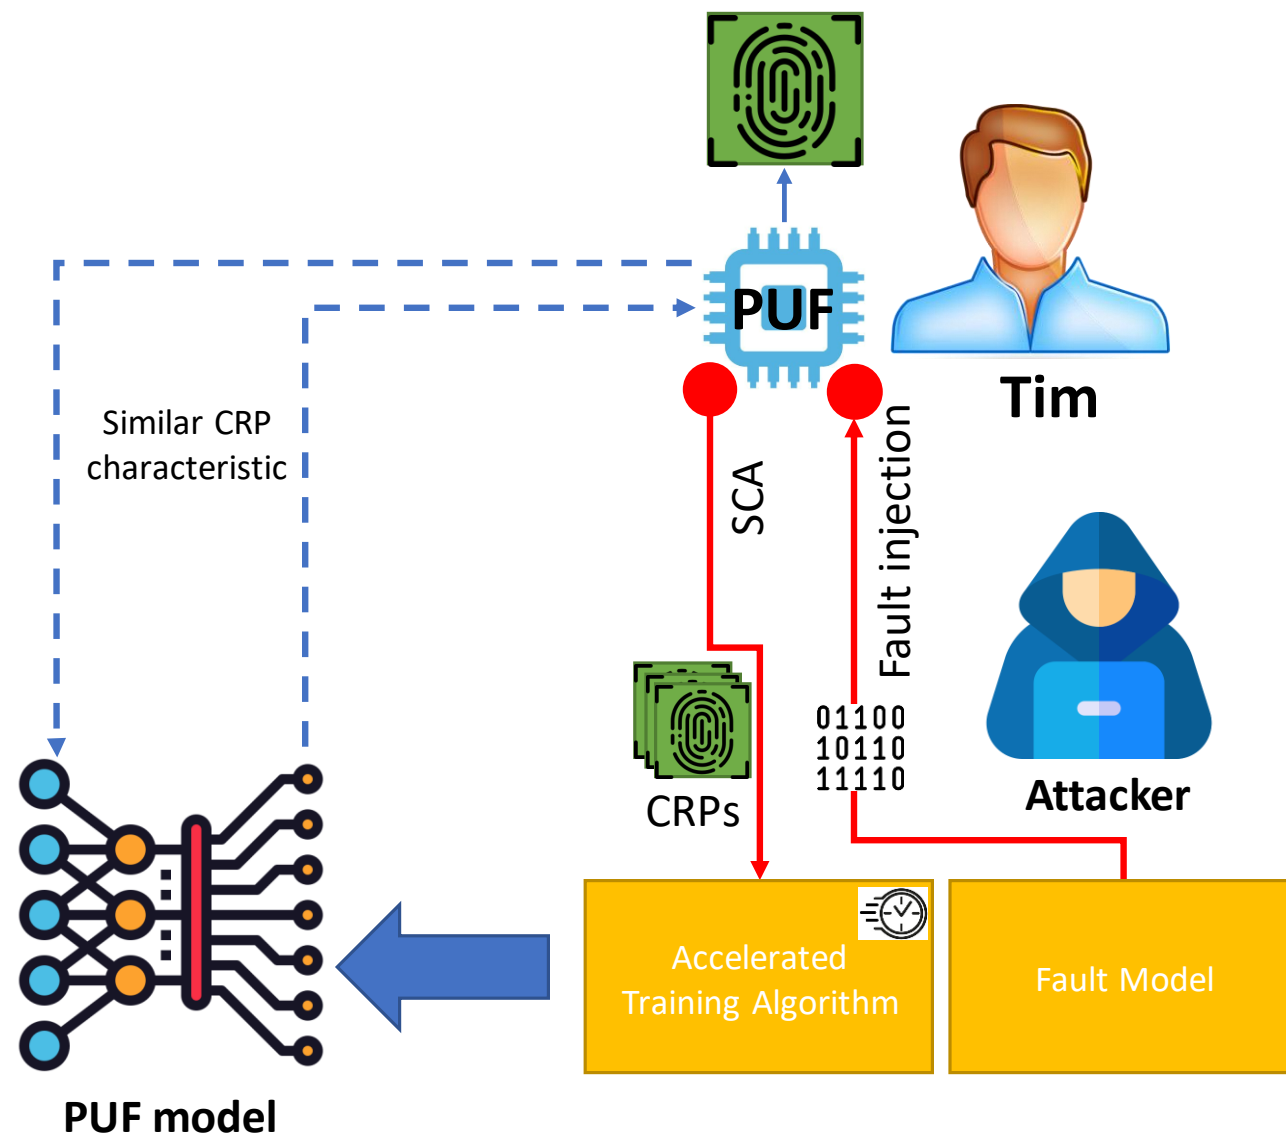 PUF
Tim
Similar CRP
characteristic
SCA
Fault injection
01100
10110
11110
CRPs
Attacker
Accelerated
Training Algorithm
Fault Model
PUF model